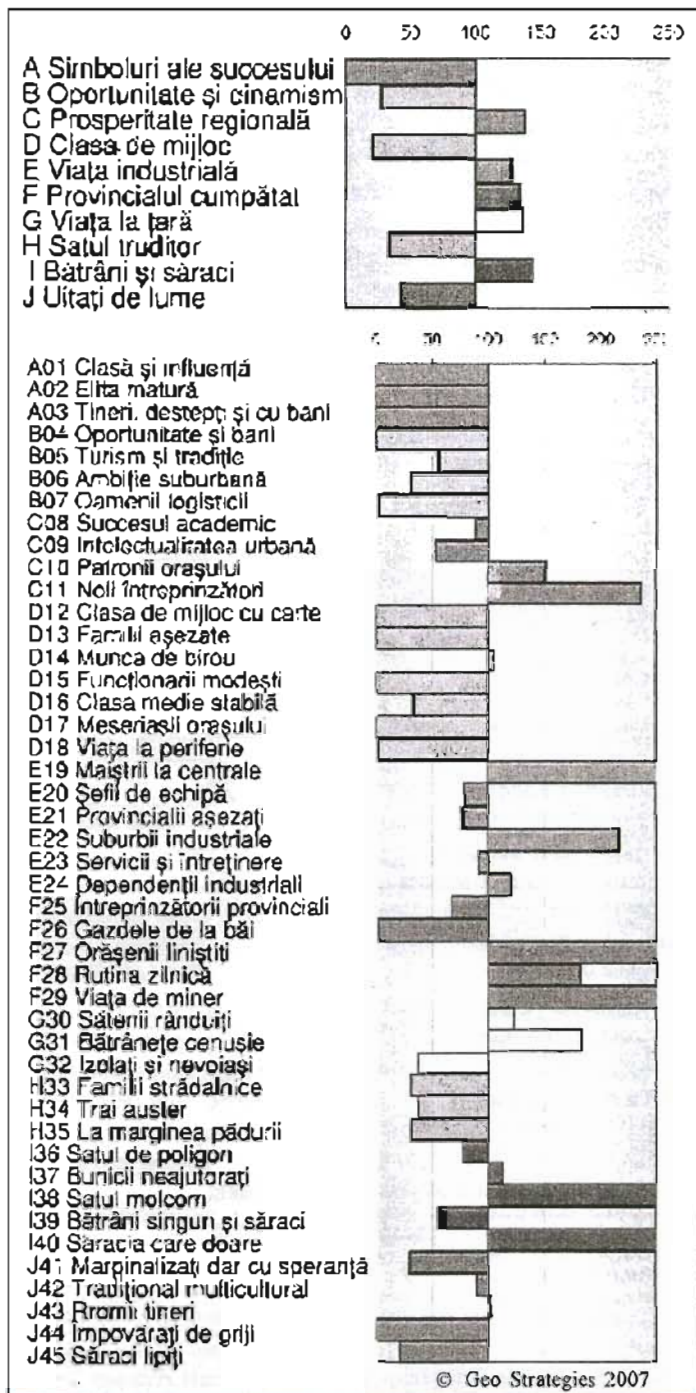 0 50 100 150 200 250
A Simboluri ale succesului
B Oportunitate și dinamism
C Prosperitate regională
D Clasa de mijloc
E Viața industrială
F Provincialul cumpătat
G Viața la țară
H Satul truditor
I Bătrâni și săraci
J Uitați de lume
0 50 100 150 200 250
A01 Clasă și influență
A02 Elita matură
A03 Tineri, destepți și cu bani
B04 Oportunitate și bani
B05 Turism și tradiție
B06 Ambiție suburbană
B07 Oamenii logisticii
C08 Succesul academic
C09 Intelectualitatea urbană
C10 Patronii orașului
C11 Noii întreprinzători
D12 Clasa de mijloc cu carte
D13 Familii așezate
D14 Munca de birou
D15 Funcționarii modești
D16 Clasa medie stabilă
D17 Meseriașii orașului
D18 Viața la periferie
E19 Maiștrii la centrale
E20 Șefii de echipă
E21 Provincialii așezați
E22 Suburbii industriale
E23 Servicii și întreținere
E24 Dependenții industriali
F25 Întreprinzătorii provinciali
F26 Gazdele de la băi
F27 Orășenii liniștiți
F28 Rutina zilnică
F29 Viața de miner
G30 Sătenii rânduiți
G31 Bătrânețe cenușie
G32 Izolați și nevoiași
H33 Familii strădalnice
H34 Trai auster
H35 La marginea pădurii
I36 Satul de poligon
I37 Bunicii neajutorați
I38 Satul molcom
I39 Bătrâni singuri și săraci
I40 Sărăcia care doare
J41 Marginalizați dar cu speranță
J42 Tradițional multicultural
J43 Rromii tineri
J44 Împovărați de griji
J45 Săraci lipiți
© Geo Strategies 2007